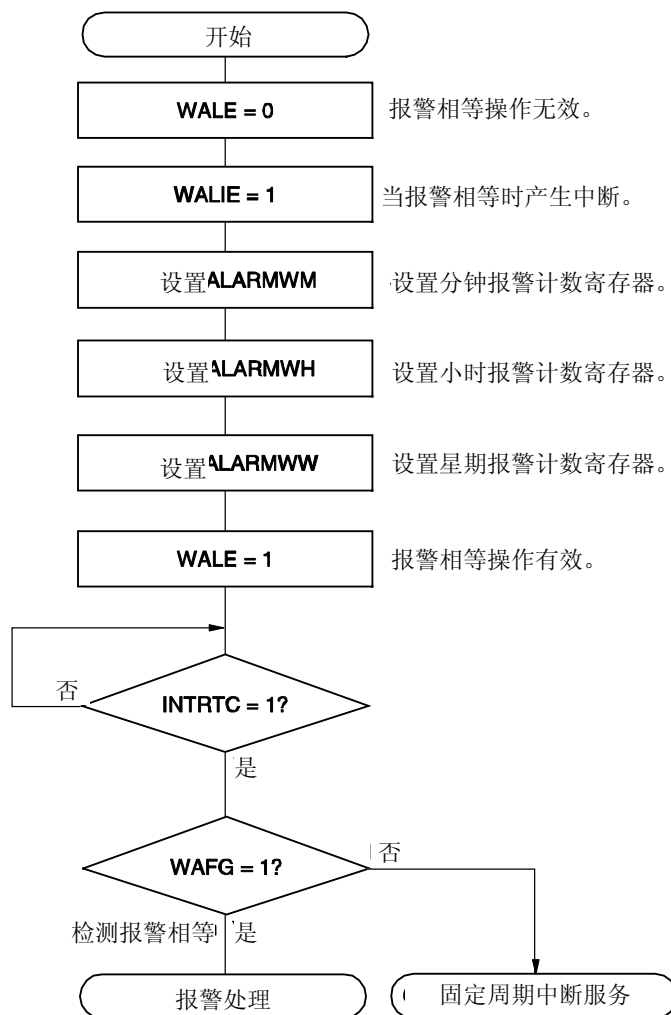 开始
WALE = 0
报警相等操作无效。
WALIE = 1
当报警相等时产生中断。
设置ALARMWM
设置分钟报警计数寄存器。
设置ALARMWH
设置小时报警计数寄存器。
设置ALARMWW
设置星期报警计数寄存器。
WALE = 1
报警相等操作有效。
否
INTRTC = 1?
是
WAFG = 1?
否
检测报警相等 是
报警处理
固定周期中断服务